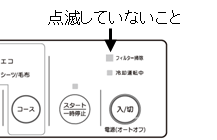 点滅していないこと
エコ
シーツ/毛布
フィルター掃除
冷却運転中
コース
スタート
一時停止
入/切
電源(オートオフ)